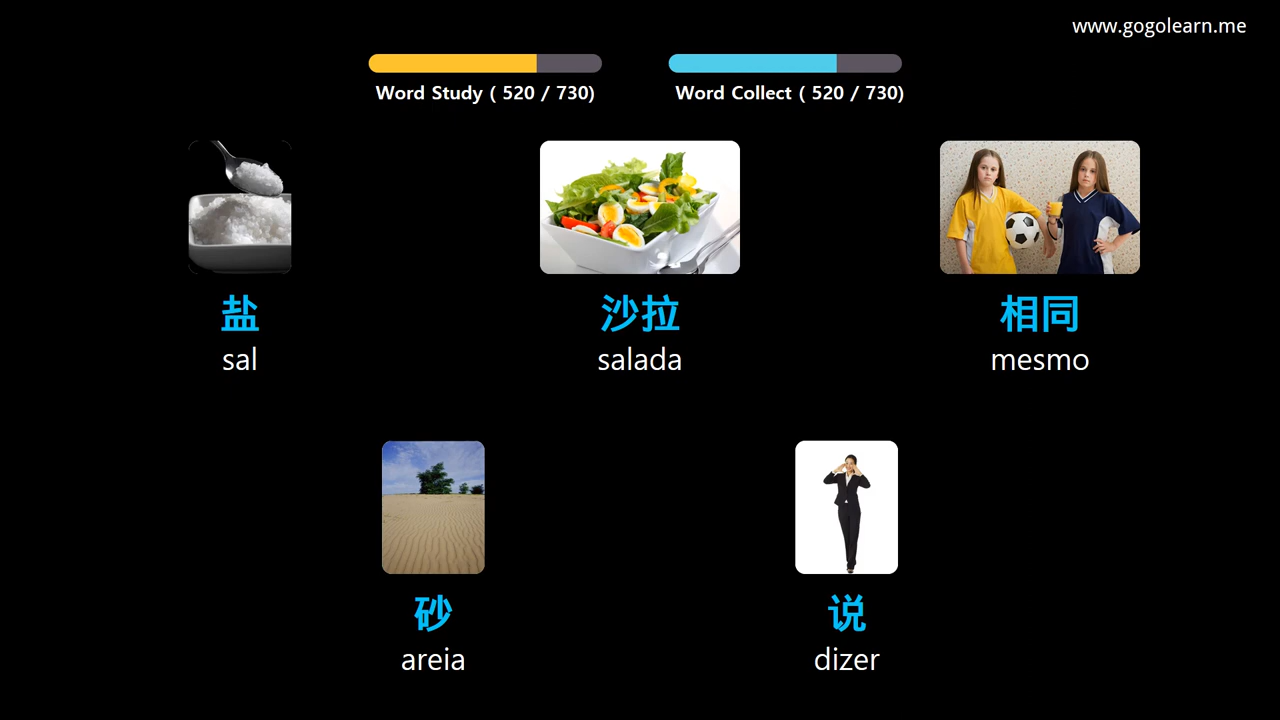 www.gogolearn.me
Word Study ( 520 / 730)
Word Collect ( 520 / 730)
盐
sal
沙拉
salada
相同
mesmo
砂
areia
说
dizer